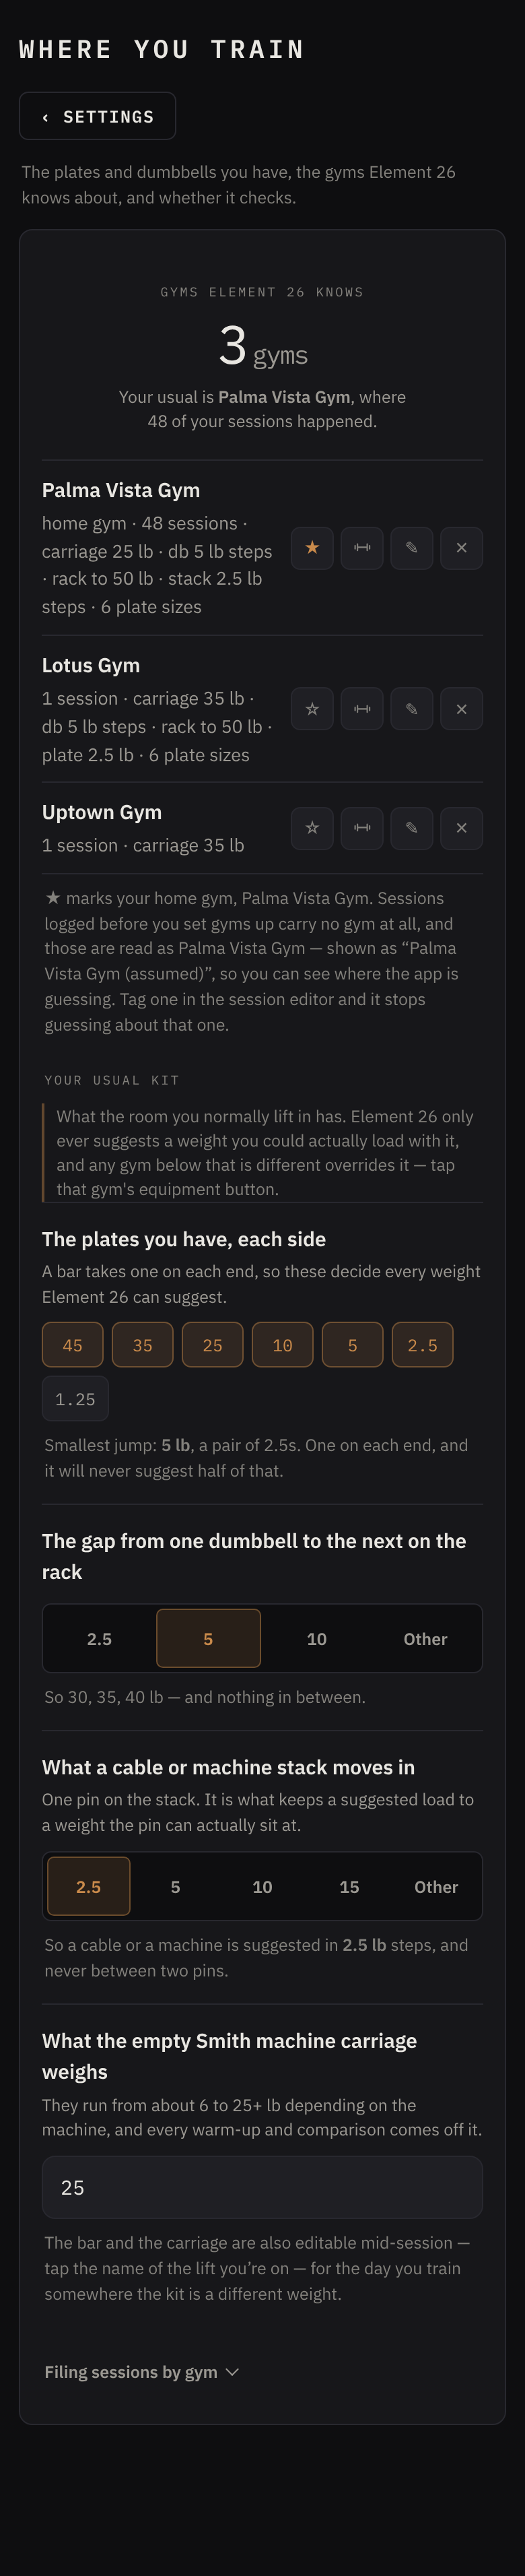 WHERE YOU TRAIN
‹ SETTINGS
The plates and dumbbells you have, the gyms Element 26
knows about, and whether it checks.
GYMS ELEMENT 26 KNOWS
3 gyms
Your usual is Palma Vista Gym, where
48 of your sessions happened.
Palma Vista Gym
home gym · 48 sessions ·
carriage 25 lb · db 5 lb steps
· rack to 50 lb · stack 2.5 lb
steps · 6 plate sizes
Lotus Gym
1 session · carriage 35 lb ·
db 5 lb steps · rack to 50 lb ·
plate 2.5 lb · 6 plate sizes
Uptown Gym
1 session · carriage 35 lb
★ marks your home gym, Palma Vista Gym. Sessions
logged before you set gyms up carry no gym at all, and
those are read as Palma Vista Gym — shown as “Palma
Vista Gym (assumed)”, so you can see where the app is
guessing. Tag one in the session editor and it stops
guessing about that one.
YOUR USUAL KIT
What the room you normally lift in has. Element 26 only
ever suggests a weight you could actually load with it,
and any gym below that is different overrides it — tap
that gym's equipment button.
The plates you have, each side
A bar takes one on each end, so these decide every weight
Element 26 can suggest.
45 35 25 10 5 2.5
1.25
Smallest jump: 5 lb, a pair of 2.5s. One on each end, and
it will never suggest half of that.
The gap from one dumbbell to the next on the
rack
2.5 5 10 Other
So 30, 35, 40 lb — and nothing in between.
What a cable or machine stack moves in
One pin on the stack. It is what keeps a suggested load to
a weight the pin can actually sit at.
2.5 5 10 15 Other
So a cable or a machine is suggested in 2.5 lb steps, and
never between two pins.
What the empty Smith machine carriage
weighs
They run from about 6 to 25+ lb depending on the
machine, and every warm-up and comparison comes off it.
25
The bar and the carriage are also editable mid-session —
tap the name of the lift you’re on — for the day you train
somewhere the kit is a different weight.
Filing sessions by gym